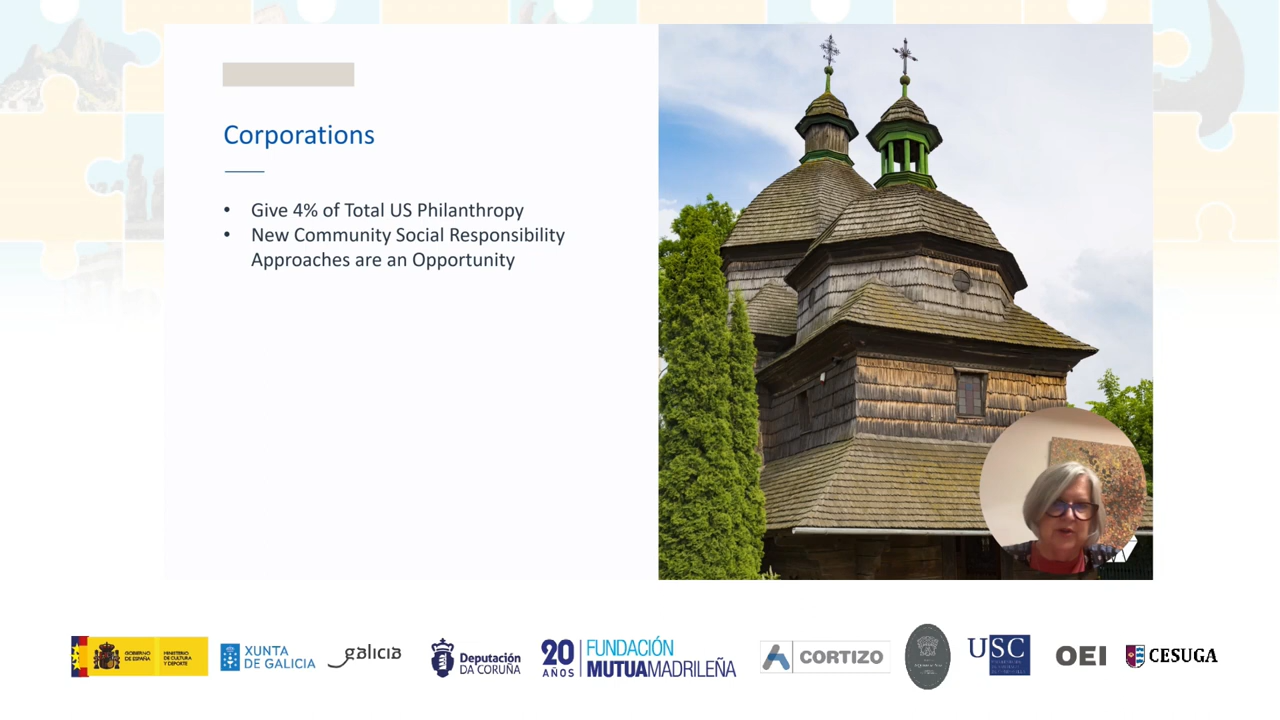 Corporations
• Give 4% of Total US Philanthropy
• New Community Social Responsibility
Approaches are an Opportunity
GOBIERNO
DE ESPAÑA
MINISTERIO
DE CULTURA
Y DEPORTE
XUNTA
DE GALICIA
galicia
Deputación
DA CORUÑA
20
AÑOS
FUNDACIÓN
MUTUAMADRILEÑA
CORTIZO
USC
OEI
CESUGA